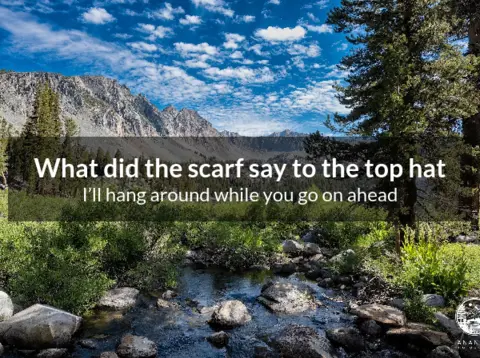 What did the scarf say to the top hat
I'll hang around while you go on ahead